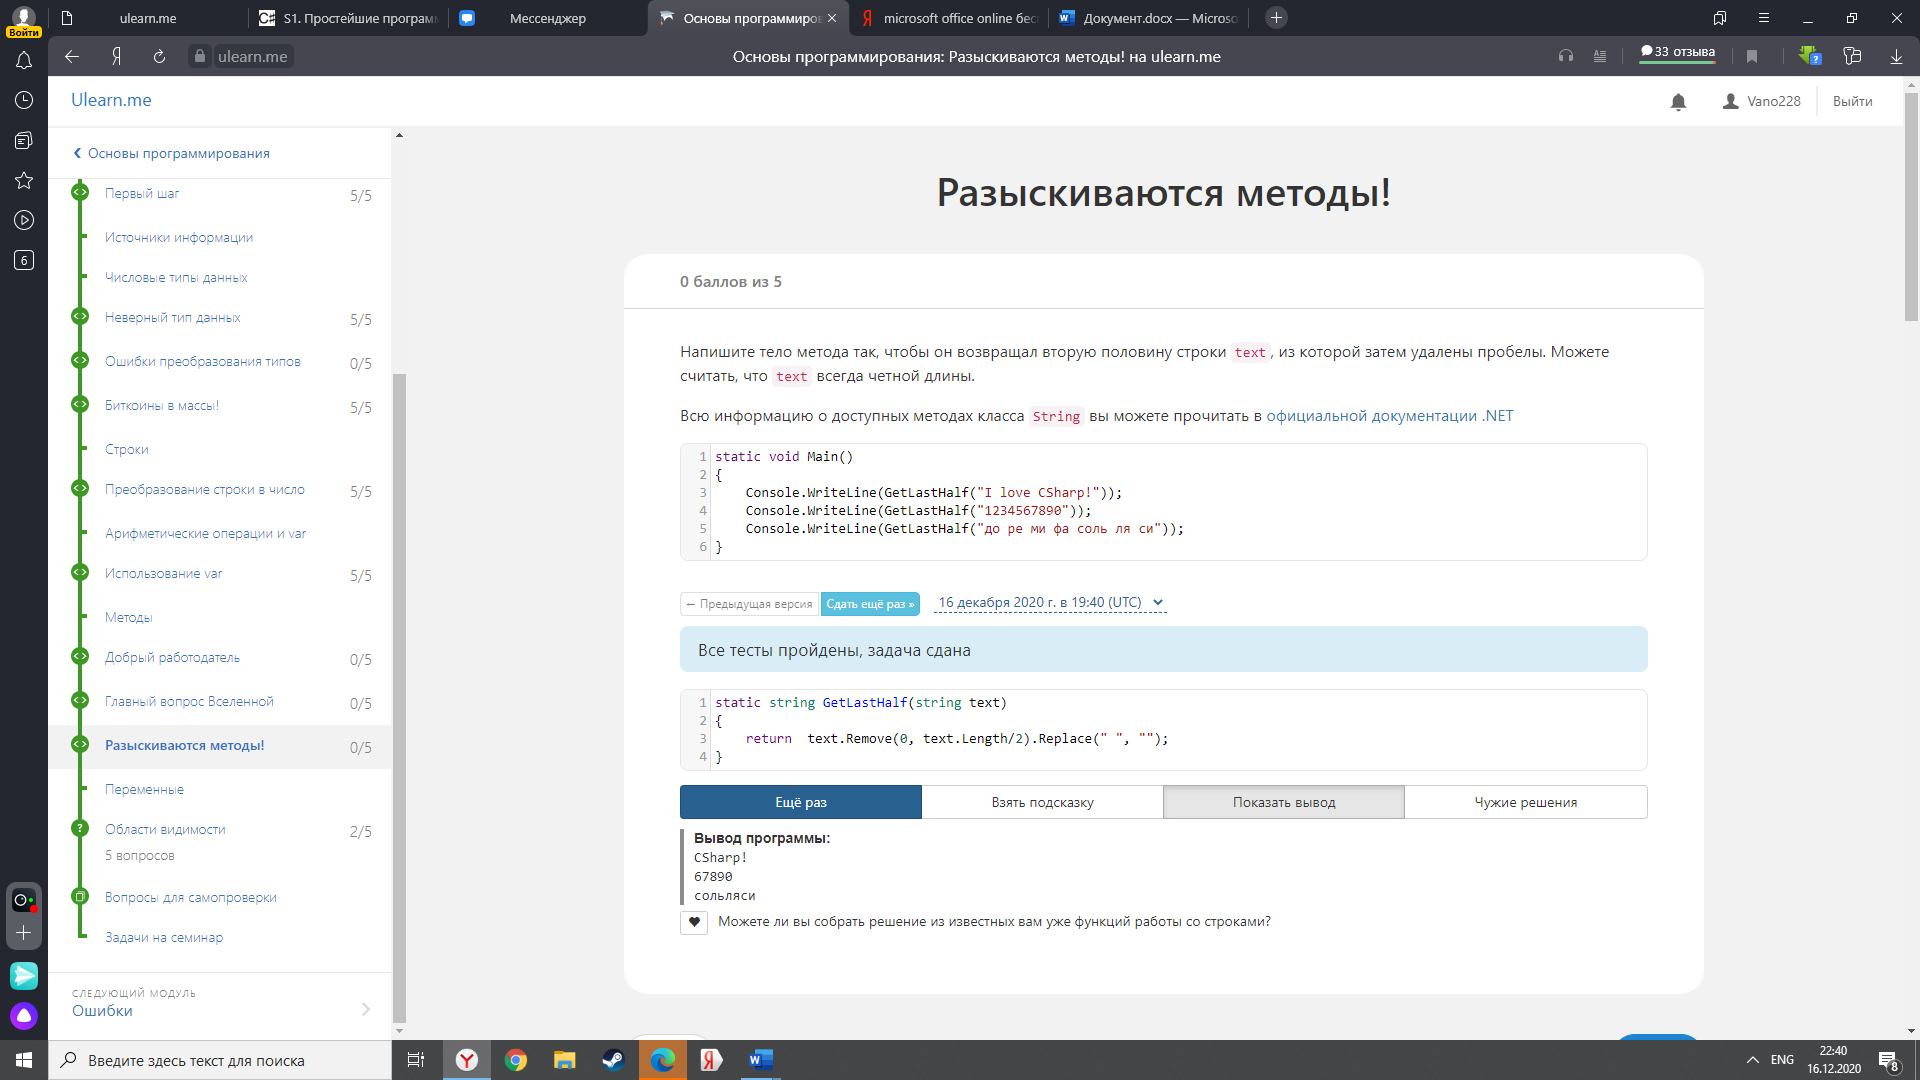 Войти
ulearn.me
S1. Простейшие програм
Мессенджер
Основы программиров
microsoft office online бес
Документ.docx — Microso
ulearn.me
Основы программирования: Разыскиваются методы! на ulearn.me
33 отзыва
6
Ulearn.me
Vano228
Выйти
Основы программирования
Первый шаг 5/5
Источники информации
Числовые типы данных
Неверный тип данных 5/5
Ошибки преобразования типов 0/5
Биткоины в массы! 5/5
Строки
Преобразование строки в число 5/5
Арифметические операции и var
Использование var 5/5
Методы
Добрый работодатель 0/5
Главный вопрос Вселенной 0/5
Разыскиваются методы! 0/5
Переменные
Области видимости 2/5
5 вопросов
Вопросы для самопроверки
Задачи на семинар
СЛЕДУЮЩИЙ МОДУЛЬ
Ошибки
Разыскиваются методы!
0 баллов из 5
Напишите тело метода так, чтобы он возвращал вторую половину строки text, из которой затем удалены пробелы. Можете
считать, что text всегда четной длины.
Всю информацию о доступных методах класса String вы можете прочитать в официальной документации .NET
1 static void Main()
2 {
3     Console.WriteLine(GetLastHalf("I love CSharp!"));
4     Console.WriteLine(GetLastHalf("1234567890"));
5     Console.WriteLine(GetLastHalf("до ре ми фа соль ля си"));
6 }
← Предыдущая версия
Сдать ещё раз »
16 декабря 2020 г. в 19:40 (UTC)
Все тесты пройдены, задача сдана
1 static string GetLastHalf(string text)
2 {
3     return  text.Remove(0, text.Length/2).Replace(" ", "");
4 }
Ещё раз
Взять подсказку
Показать вывод
Чужие решения
Вывод программы:
CSharp!
67890
сольляси
Можете ли вы собрать решение из известных вам уже функций работы со строками?
Введите здесь текст для поиска
ENG
22:40
16.12.2020
8